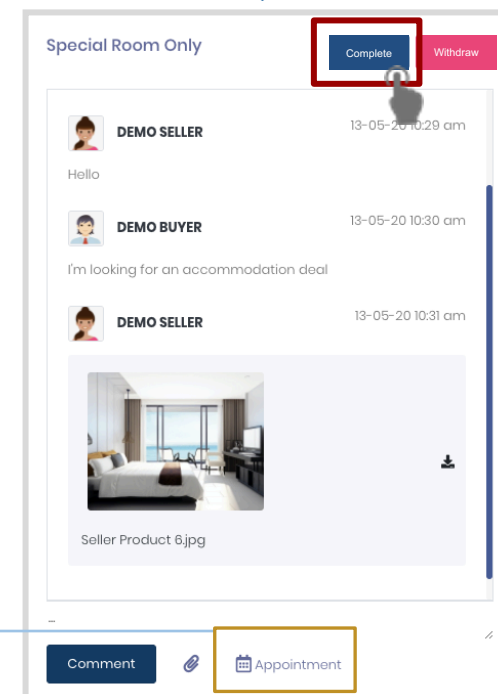 Special Room Only
Complete
Withdraw
DEMO SELLER
13-05-20 10:29 am
Hello
DEMO BUYER
13-05-20 10:30 am
I'm looking for an accommodation deal
DEMO SELLER
13-05-20 10:31 am
Seller Product 6.jpg
Comment
Appointment